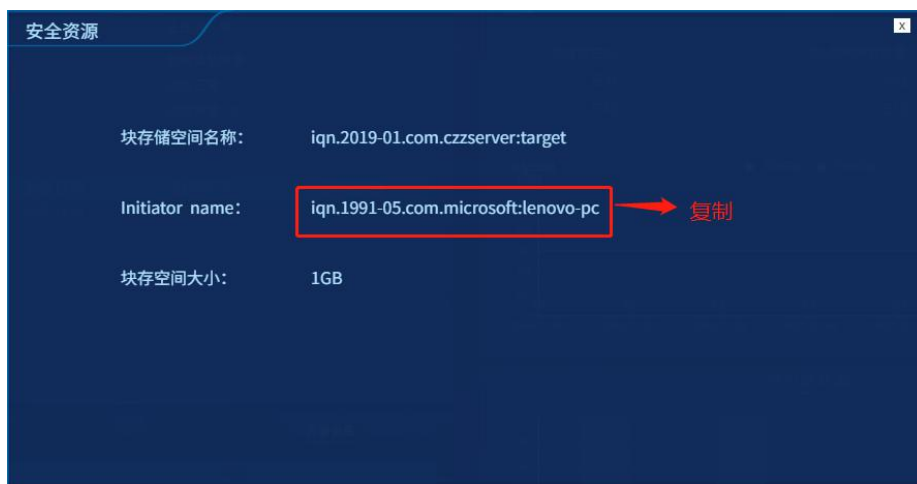 安全资源
X
块存储空间名称： iqn.2019-01.com.czzserver:target
Initiator name： iqn.1991-05.com.microsoft:lenovo-pc 复制
块存空间大小： 1GB